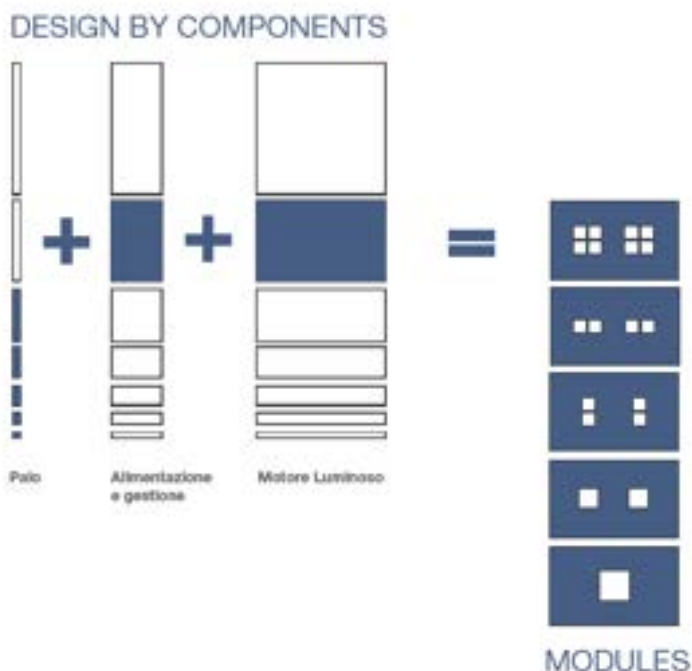 DESIGN BY COMPONENTS
Palo
Alimentazione
e gestione
Motore Luminoso
MODULES